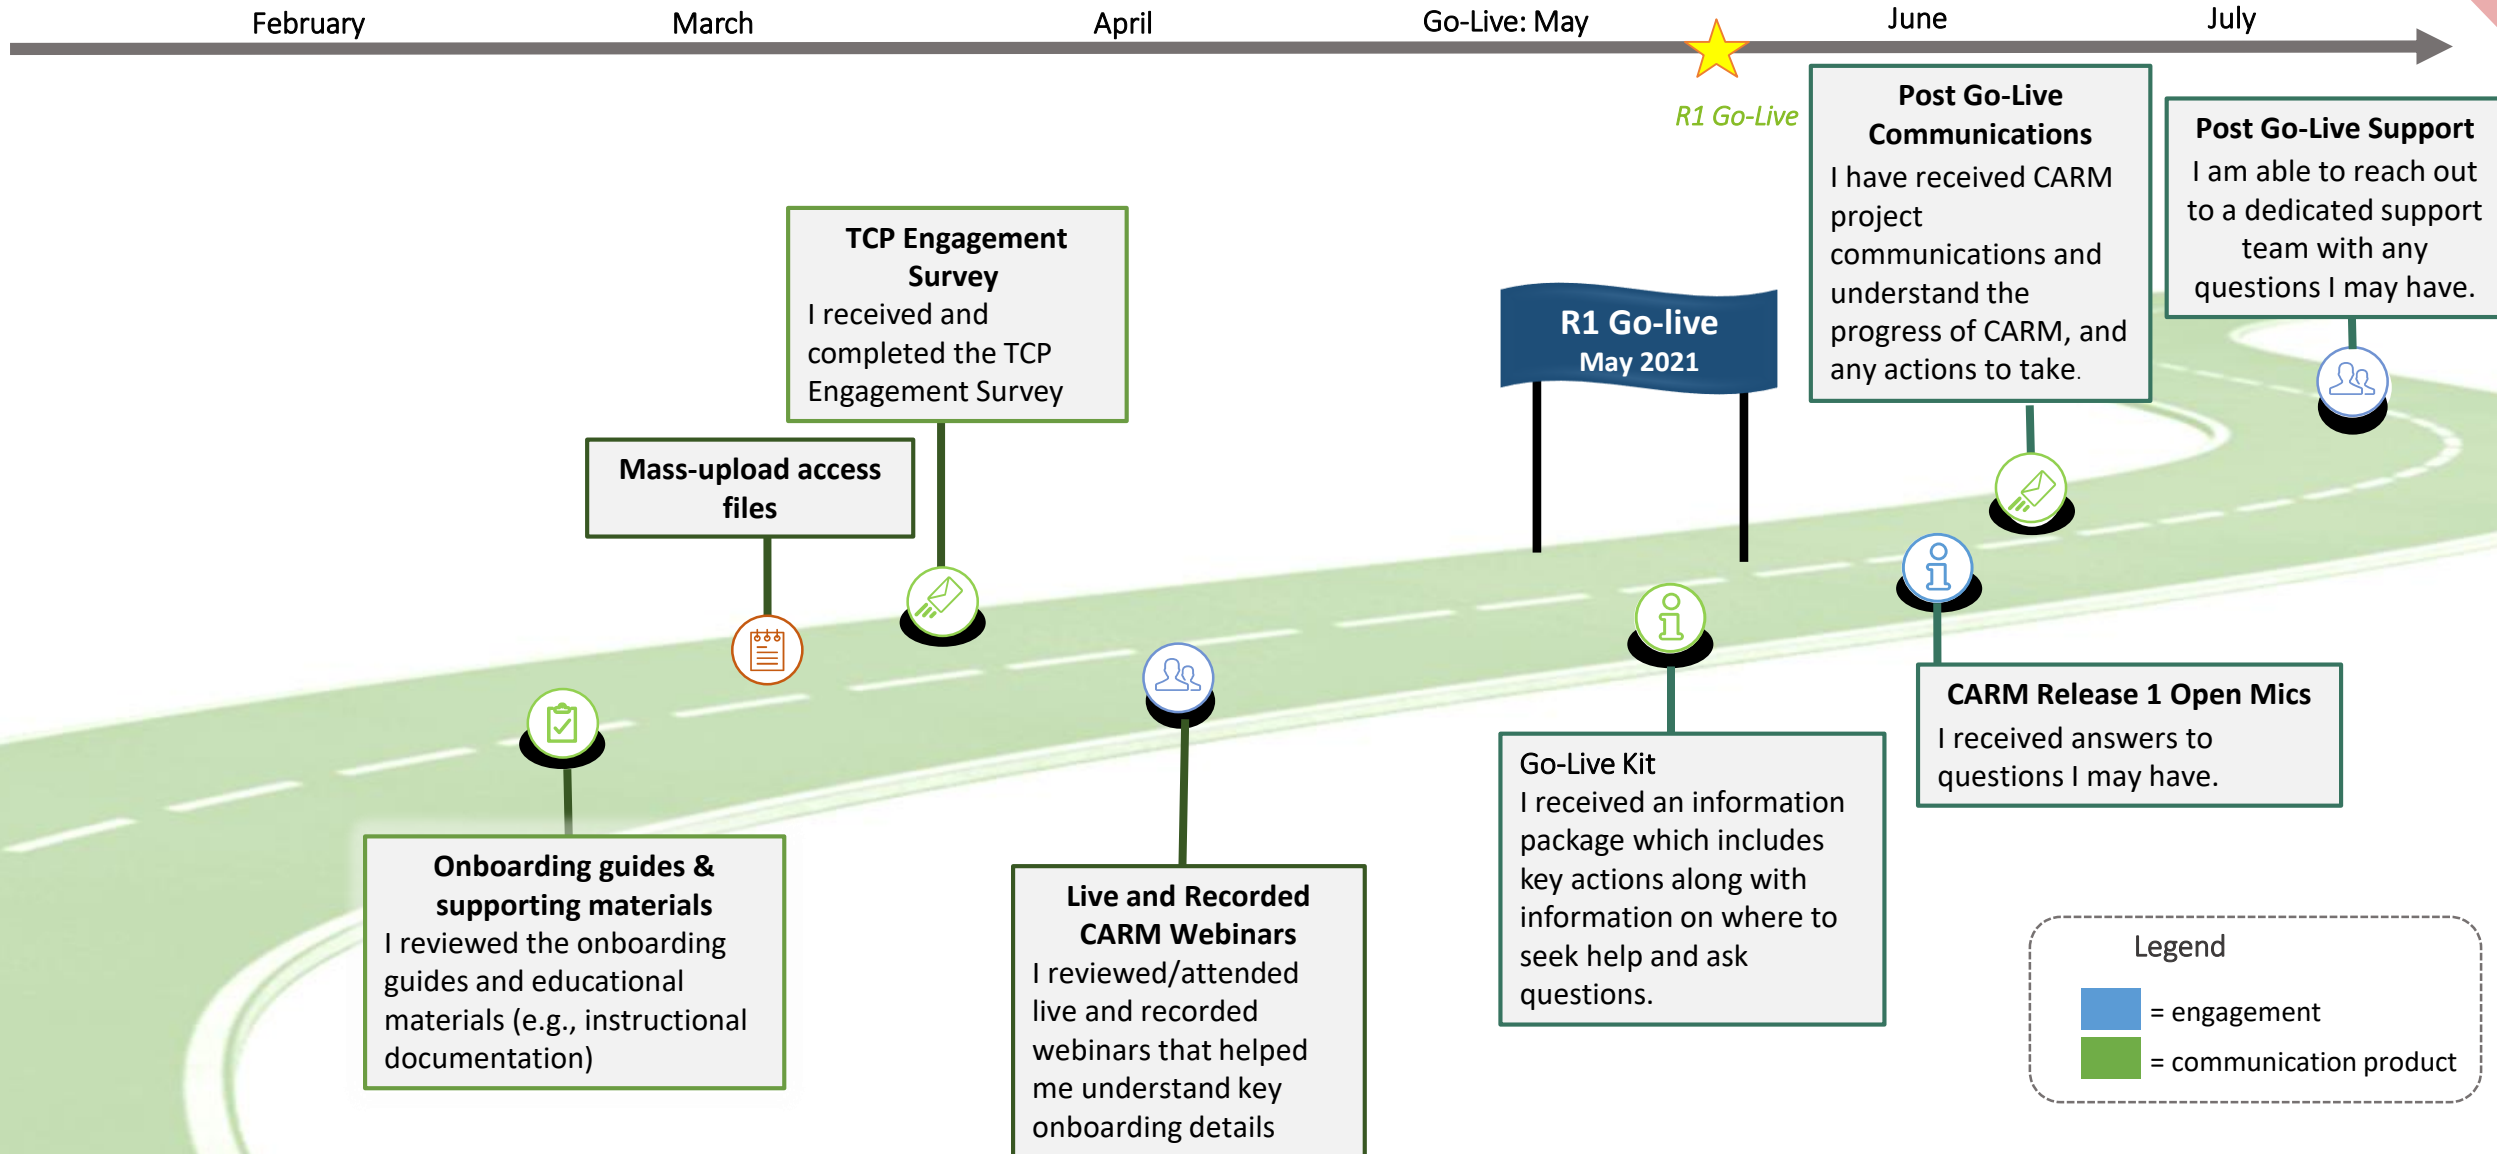 February
March
April
Go-Live: May
June
July
R1 Go-Live
Post Go-Live
Communications
I have received CARM
project
communications and
understand the
progress of CARM, and
any actions to take.
Post Go-Live Support
I am able to reach out
to a dedicated support
team with any
questions I may have.
TCP Engagement
Survey
I received and
completed the TCP
Engagement Survey
R1 Go-live
May 2021
Mass-upload access
files
CARM Release 1 Open Mics
I received answers to
questions I may have.
Go-Live Kit
I received an information
package which includes
key actions along with
information on where to
seek help and ask
questions.
Onboarding guides &
supporting materials
I reviewed the onboarding
guides and educational
materials (e.g., instructional
documentation)
Live and Recorded
CARM Webinars
I reviewed/attended
live and recorded
webinars that helped
me understand key
onboarding details
Legend
= engagement
= communication product